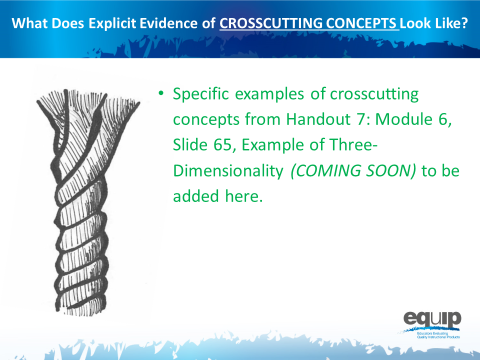 What Does Explicit Evidence of CROSSCUTTING CONCEPTS Look Like?
• Specific examples of crosscutting
concepts from Handout 7: Module 6,
Slide 65, Example of Three-
Dimensionality (COMING SOON) to be
added here.
equip
Educators Evaluating
Quality Instructional Products